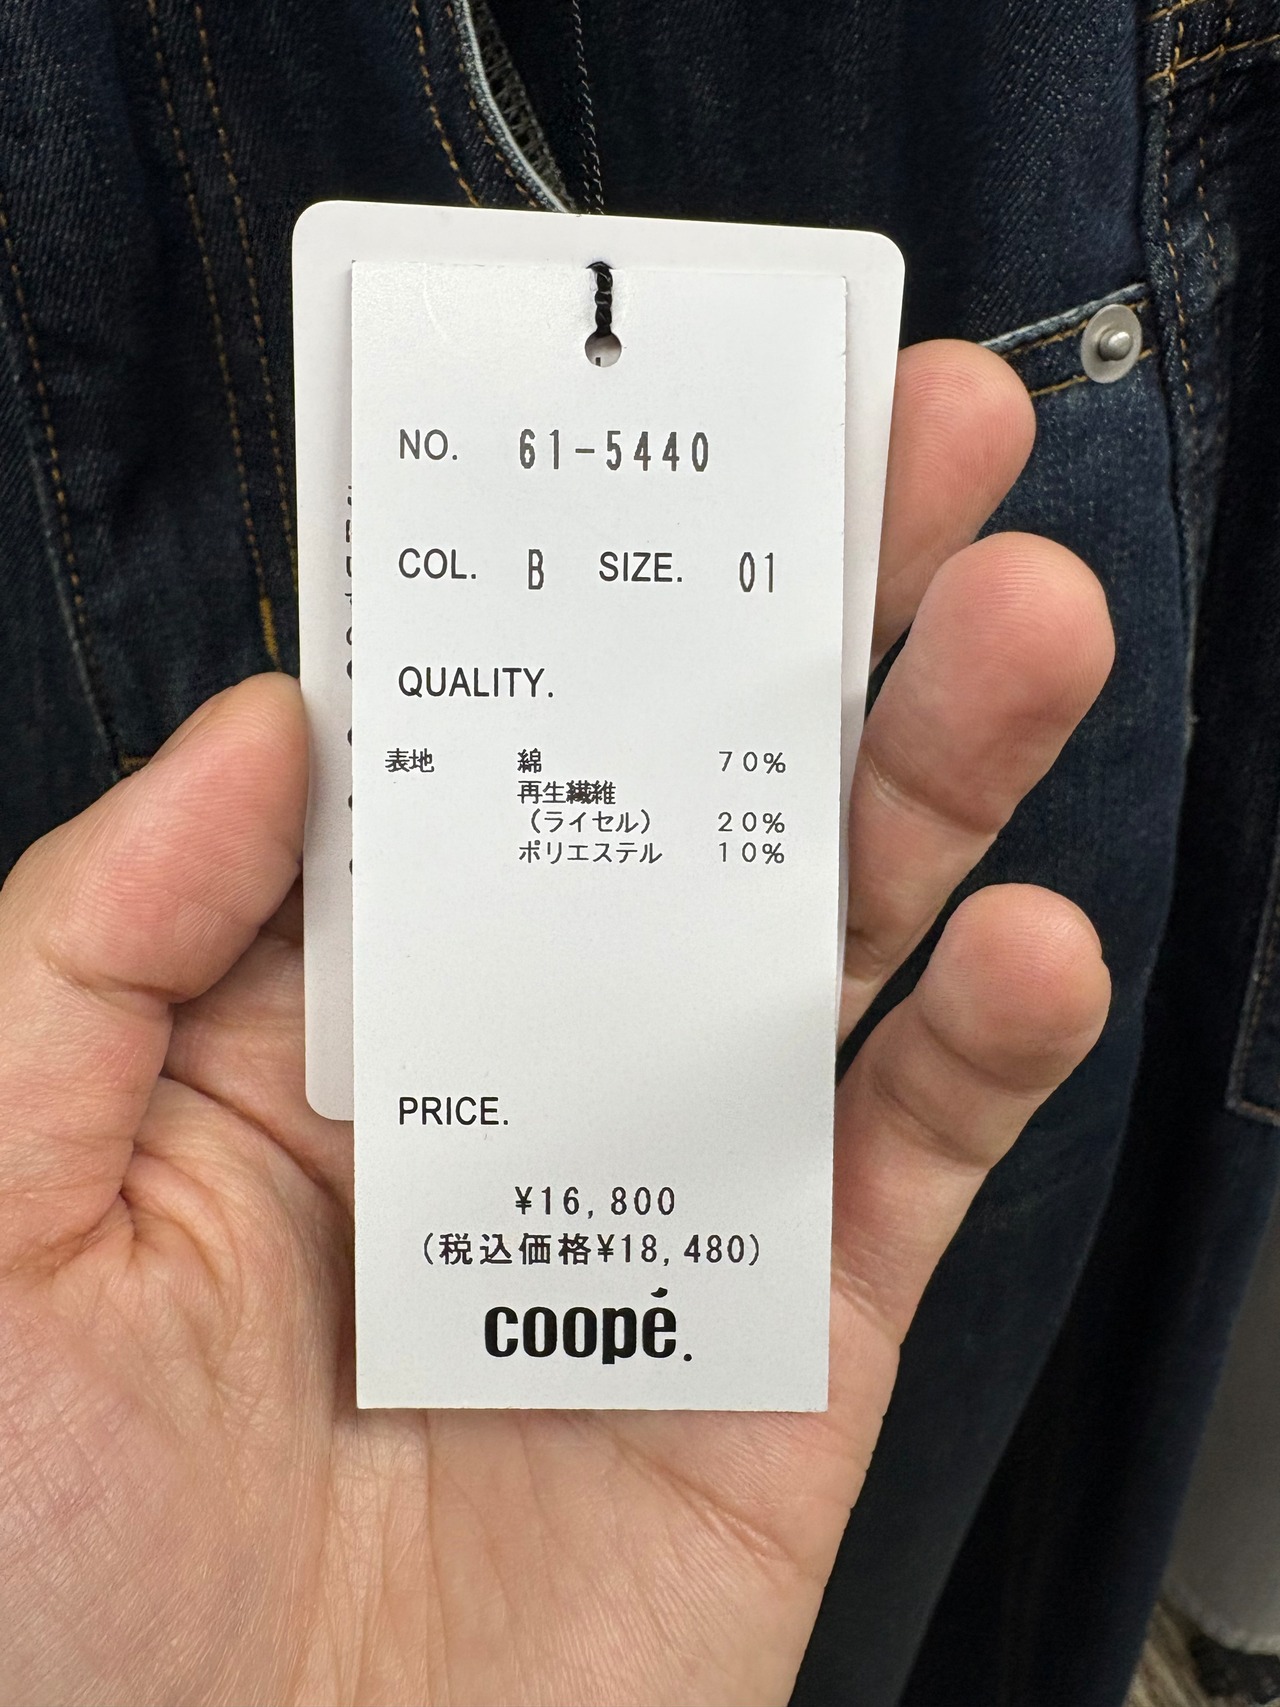 NO. 61-5440
COL. B SIZE. 01
QUALITY.
表地 綿 70%
再生繊維
(ライセル) 20%
ポリエステル 10%
PRICE.
¥16,800
(税込価格¥18,480)
coopé.